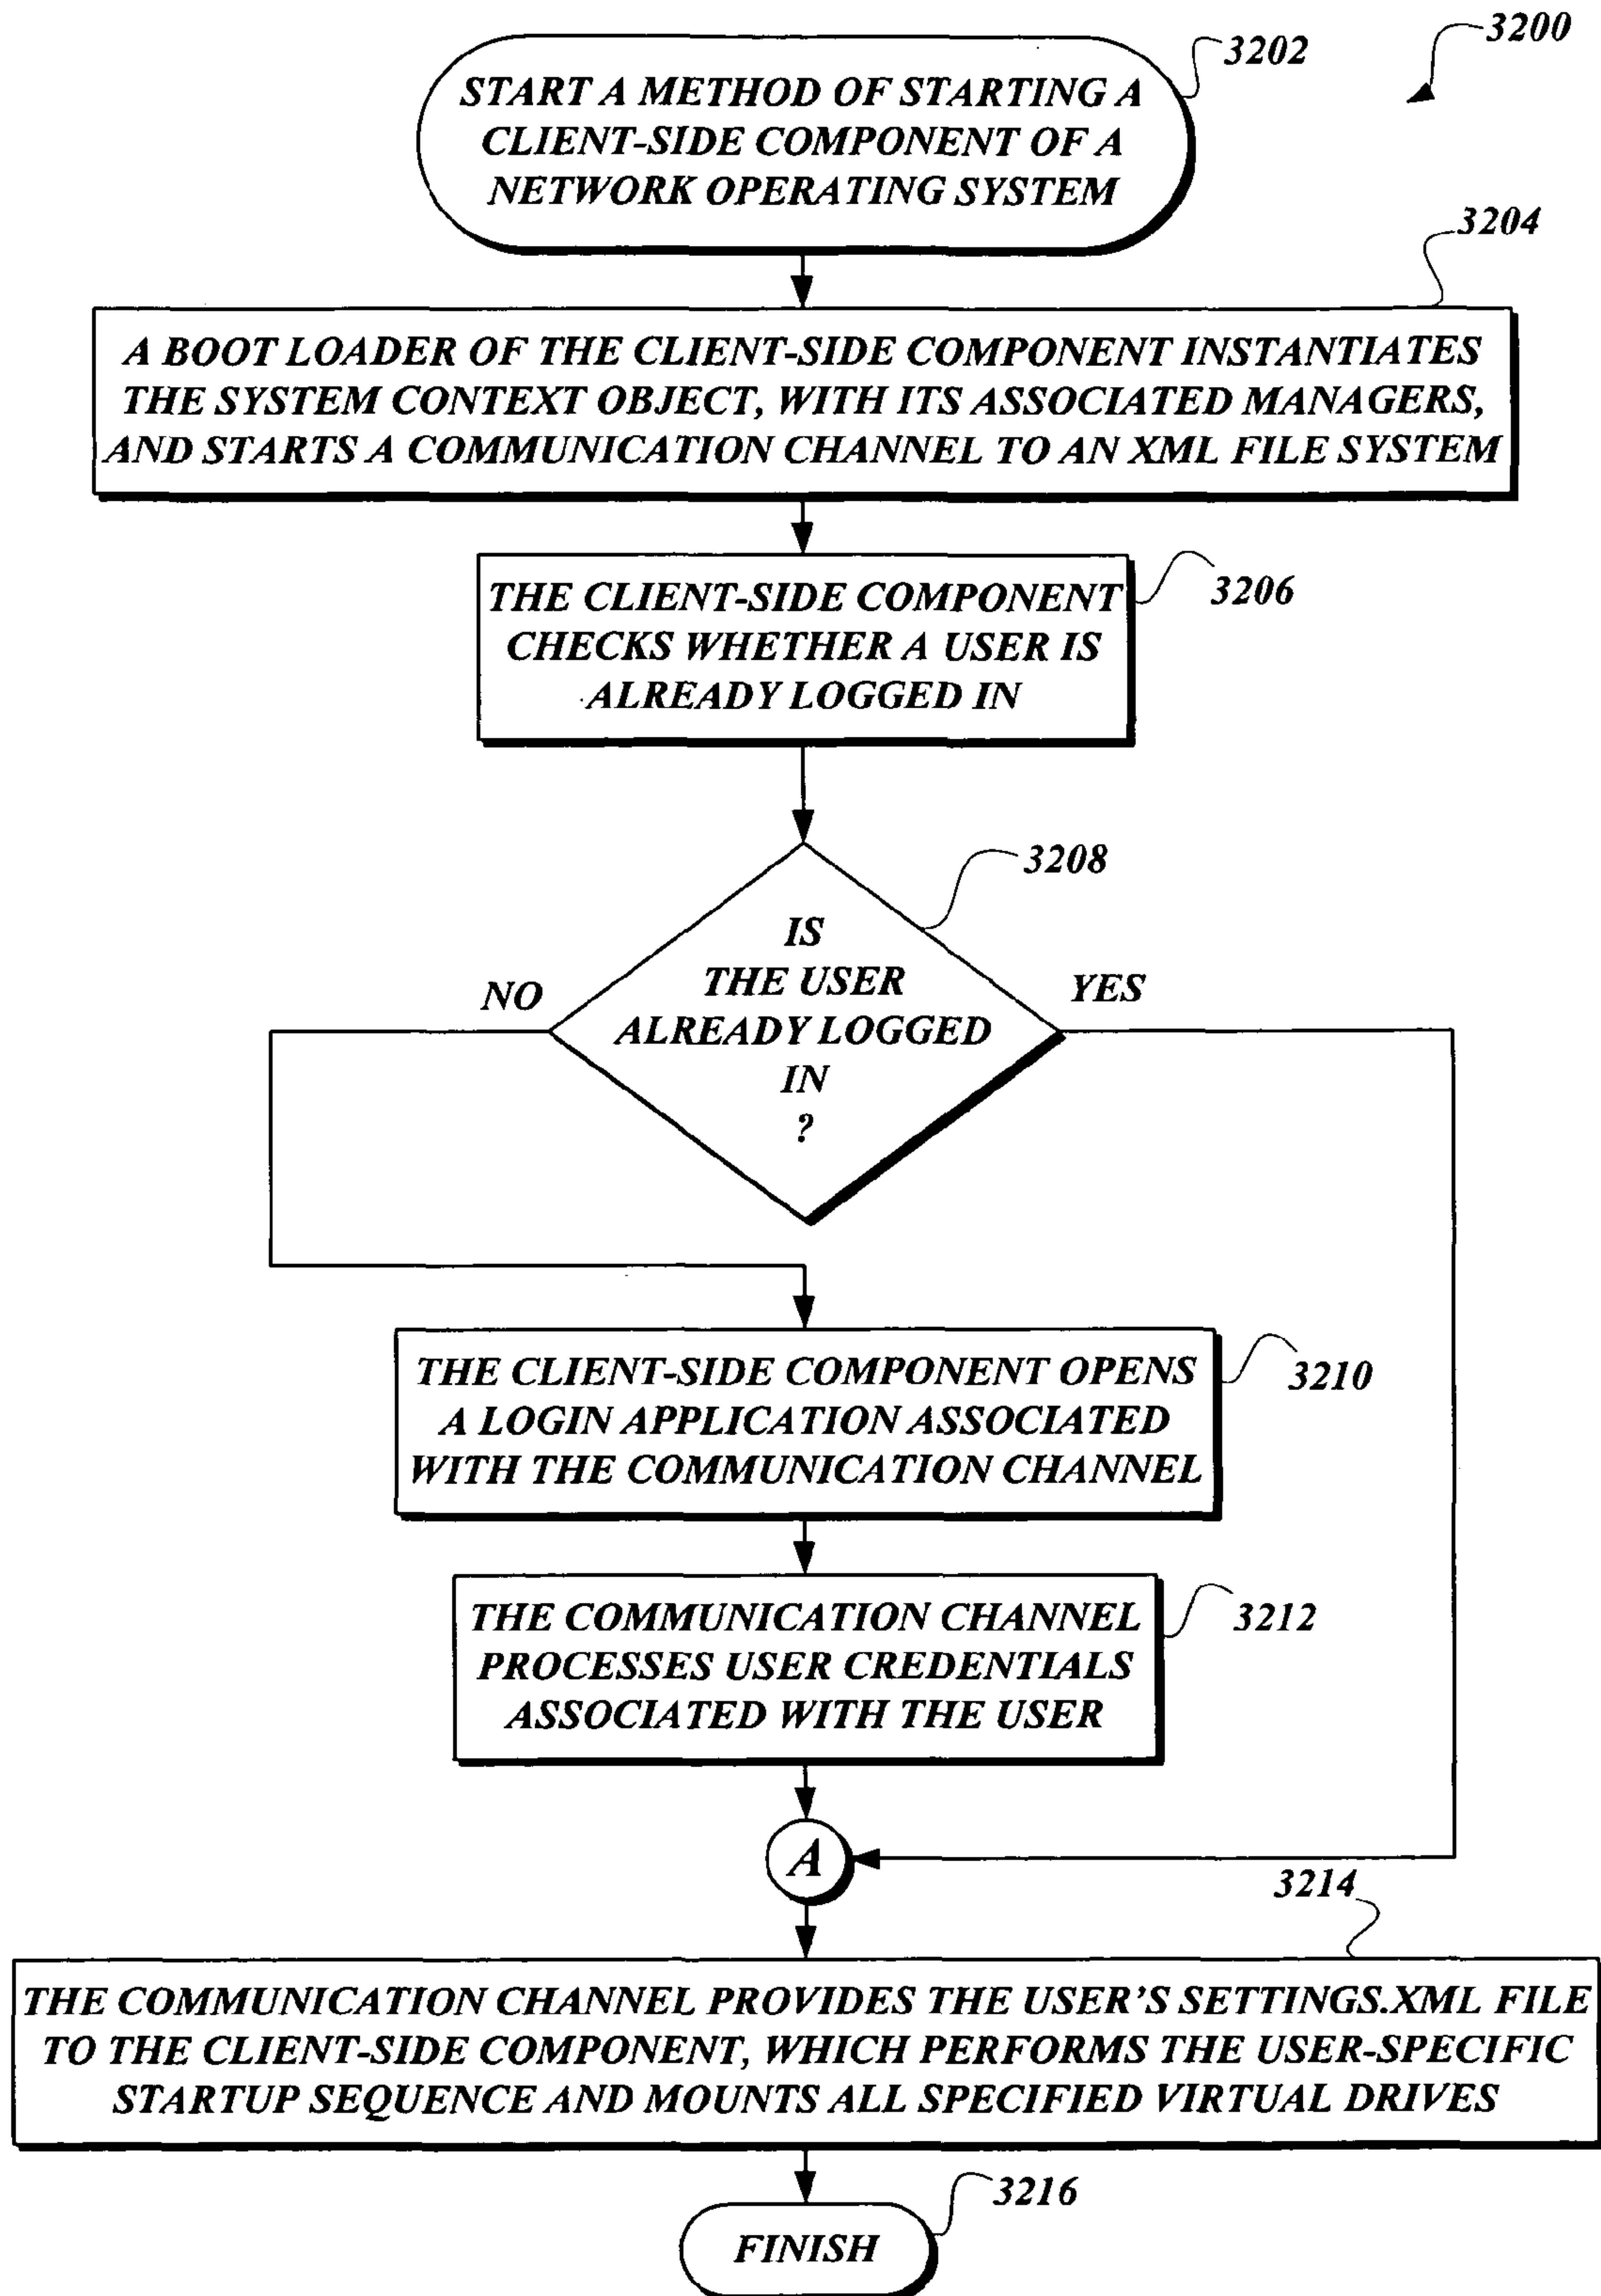 3200
3202
START A METHOD OF STARTING A
CLIENT-SIDE COMPONENT OF A
NETWORK OPERATING SYSTEM
3204
A BOOT LOADER OF THE CLIENT-SIDE COMPONENT INSTANTIATES
THE SYSTEM CONTEXT OBJECT, WITH ITS ASSOCIATED MANAGERS,
AND STARTS A COMMUNICATION CHANNEL TO AN XML FILE SYSTEM
3206
THE CLIENT-SIDE COMPONENT
CHECKS WHETHER A USER IS
ALREADY LOGGED IN
3208
IS
THE USER
ALREADY LOGGED
IN
?
NO
YES
3210
THE CLIENT-SIDE COMPONENT OPENS
A LOGIN APPLICATION ASSOCIATED
WITH THE COMMUNICATION CHANNEL
3212
THE COMMUNICATION CHANNEL
PROCESSES USER CREDENTIALS
ASSOCIATED WITH THE USER
A
3214
THE COMMUNICATION CHANNEL PROVIDES THE USER'S SETTINGS.XML FILE
TO THE CLIENT-SIDE COMPONENT, WHICH PERFORMS THE USER-SPECIFIC
STARTUP SEQUENCE AND MOUNTS ALL SPECIFIED VIRTUAL DRIVES
3216
FINISH